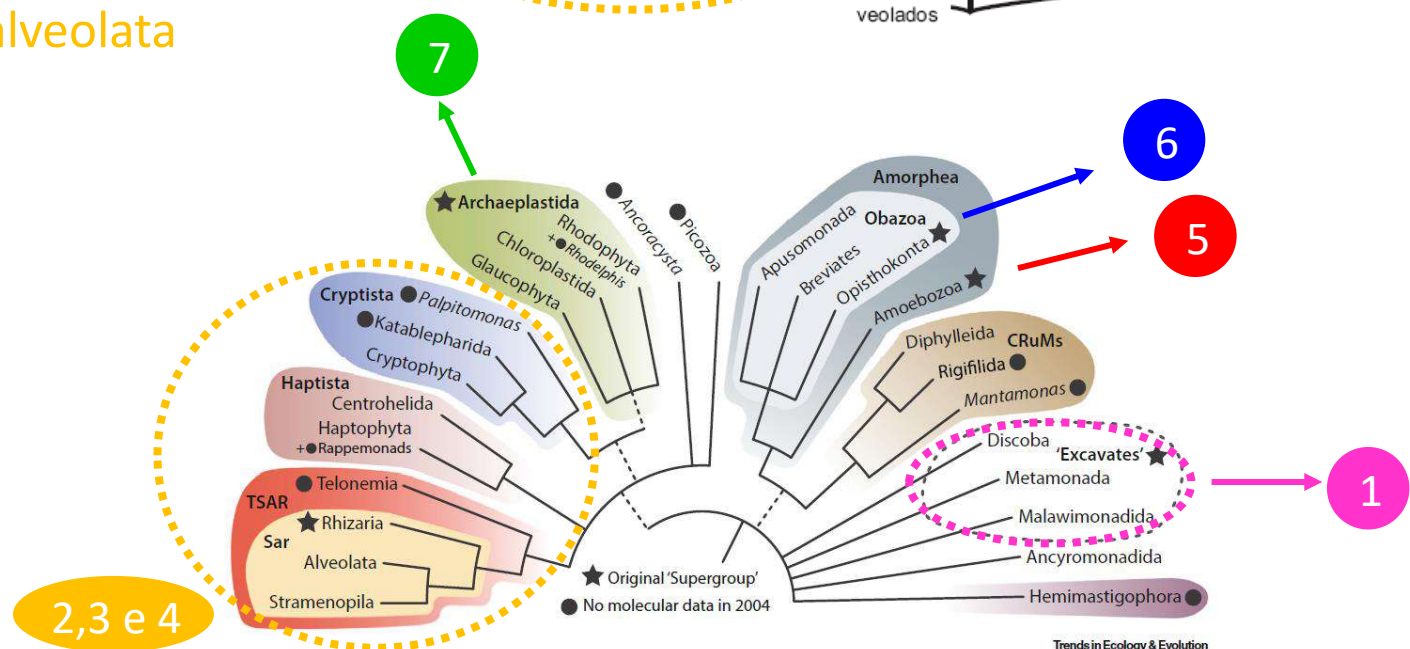 alveolata
veolados
7
6
5
1
2,3 e 4
Archaeplastida
Rhodophyta
+● Rhodelphis
Chloroplastida
Glaucophyta
Ancoracysta
Picozoa
Amorphea
Obazoa
Apusomonada
Breviates
Opisthokonta
Amoebozoa
Cryptista
Palpitomonas
Katablepharida
Cryptophyta
Diphylleida
CRuMs
Rigifilida
Mantamonas
Haptista
Centrohelida
Haptophyta
+● Rappemonads
Discoba
'Excavates'
Metamonada
Malawimonadida
Ancyromonadida
Hemimastigophora
TSAR
Telonemia
Rhizaria
Sar
Alveolata
Stramenopila
★ Original 'Supergroup'
● No molecular data in 2004
Trends in Ecology & Evolution